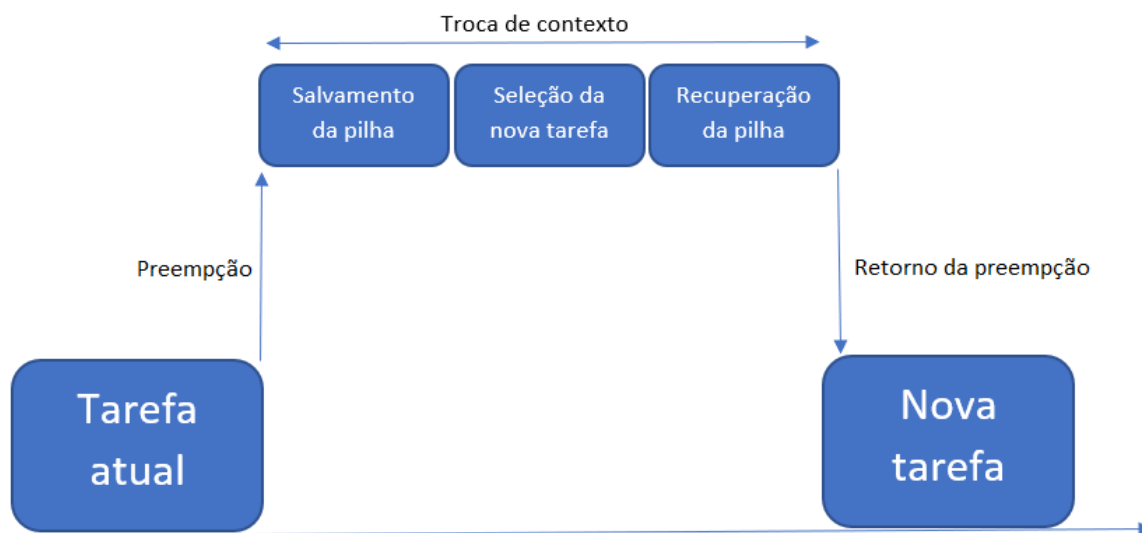 Troca de contexto
Salvamento
da pilha
Seleção da
nova tarefa
Recuperação
da pilha
Preempção
Retorno da preempção
Tarefa
atual
Nova
tarefa